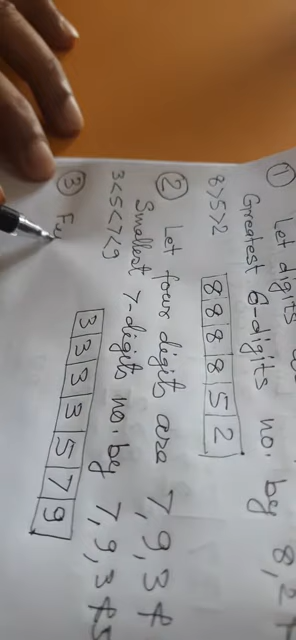 ① Let digits
Greatest 6-digits no. by 8, 2
8>5>2
8 8 8 8 5 2
② Let four digits are 7, 9, 3 &
Smallest 7-digits no. by 7, 9, 3 & 5
3<5<7<9
3 3 3 3 5 7 9
③